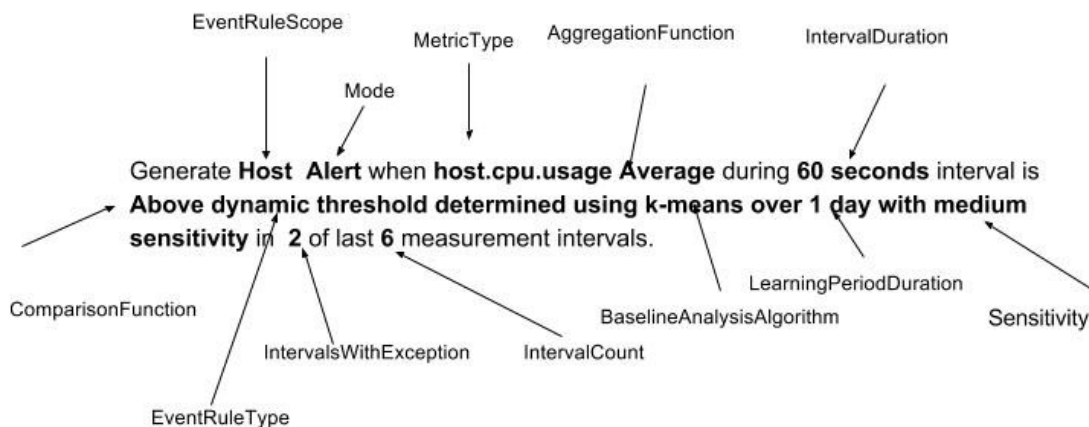 EventRuleScope
MetricType
AggregationFunction
IntervalDuration
Mode
Generate Host Alert when host.cpu.usage Average during 60 seconds interval is
Above dynamic threshold determined using k-means over 1 day with medium
sensitivity in 2 of last 6 measurement intervals.
LearningPeriodDuration
ComparisonFunction
BaselineAnalysisAlgorithm
Sensitivity
IntervalsWithException
IntervalCount
EventRuleType